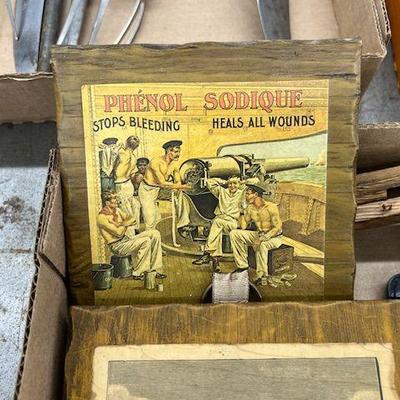 PHÉNOL SODIQUE
STOPS BLEEDING HEALS ALL WOUNDS